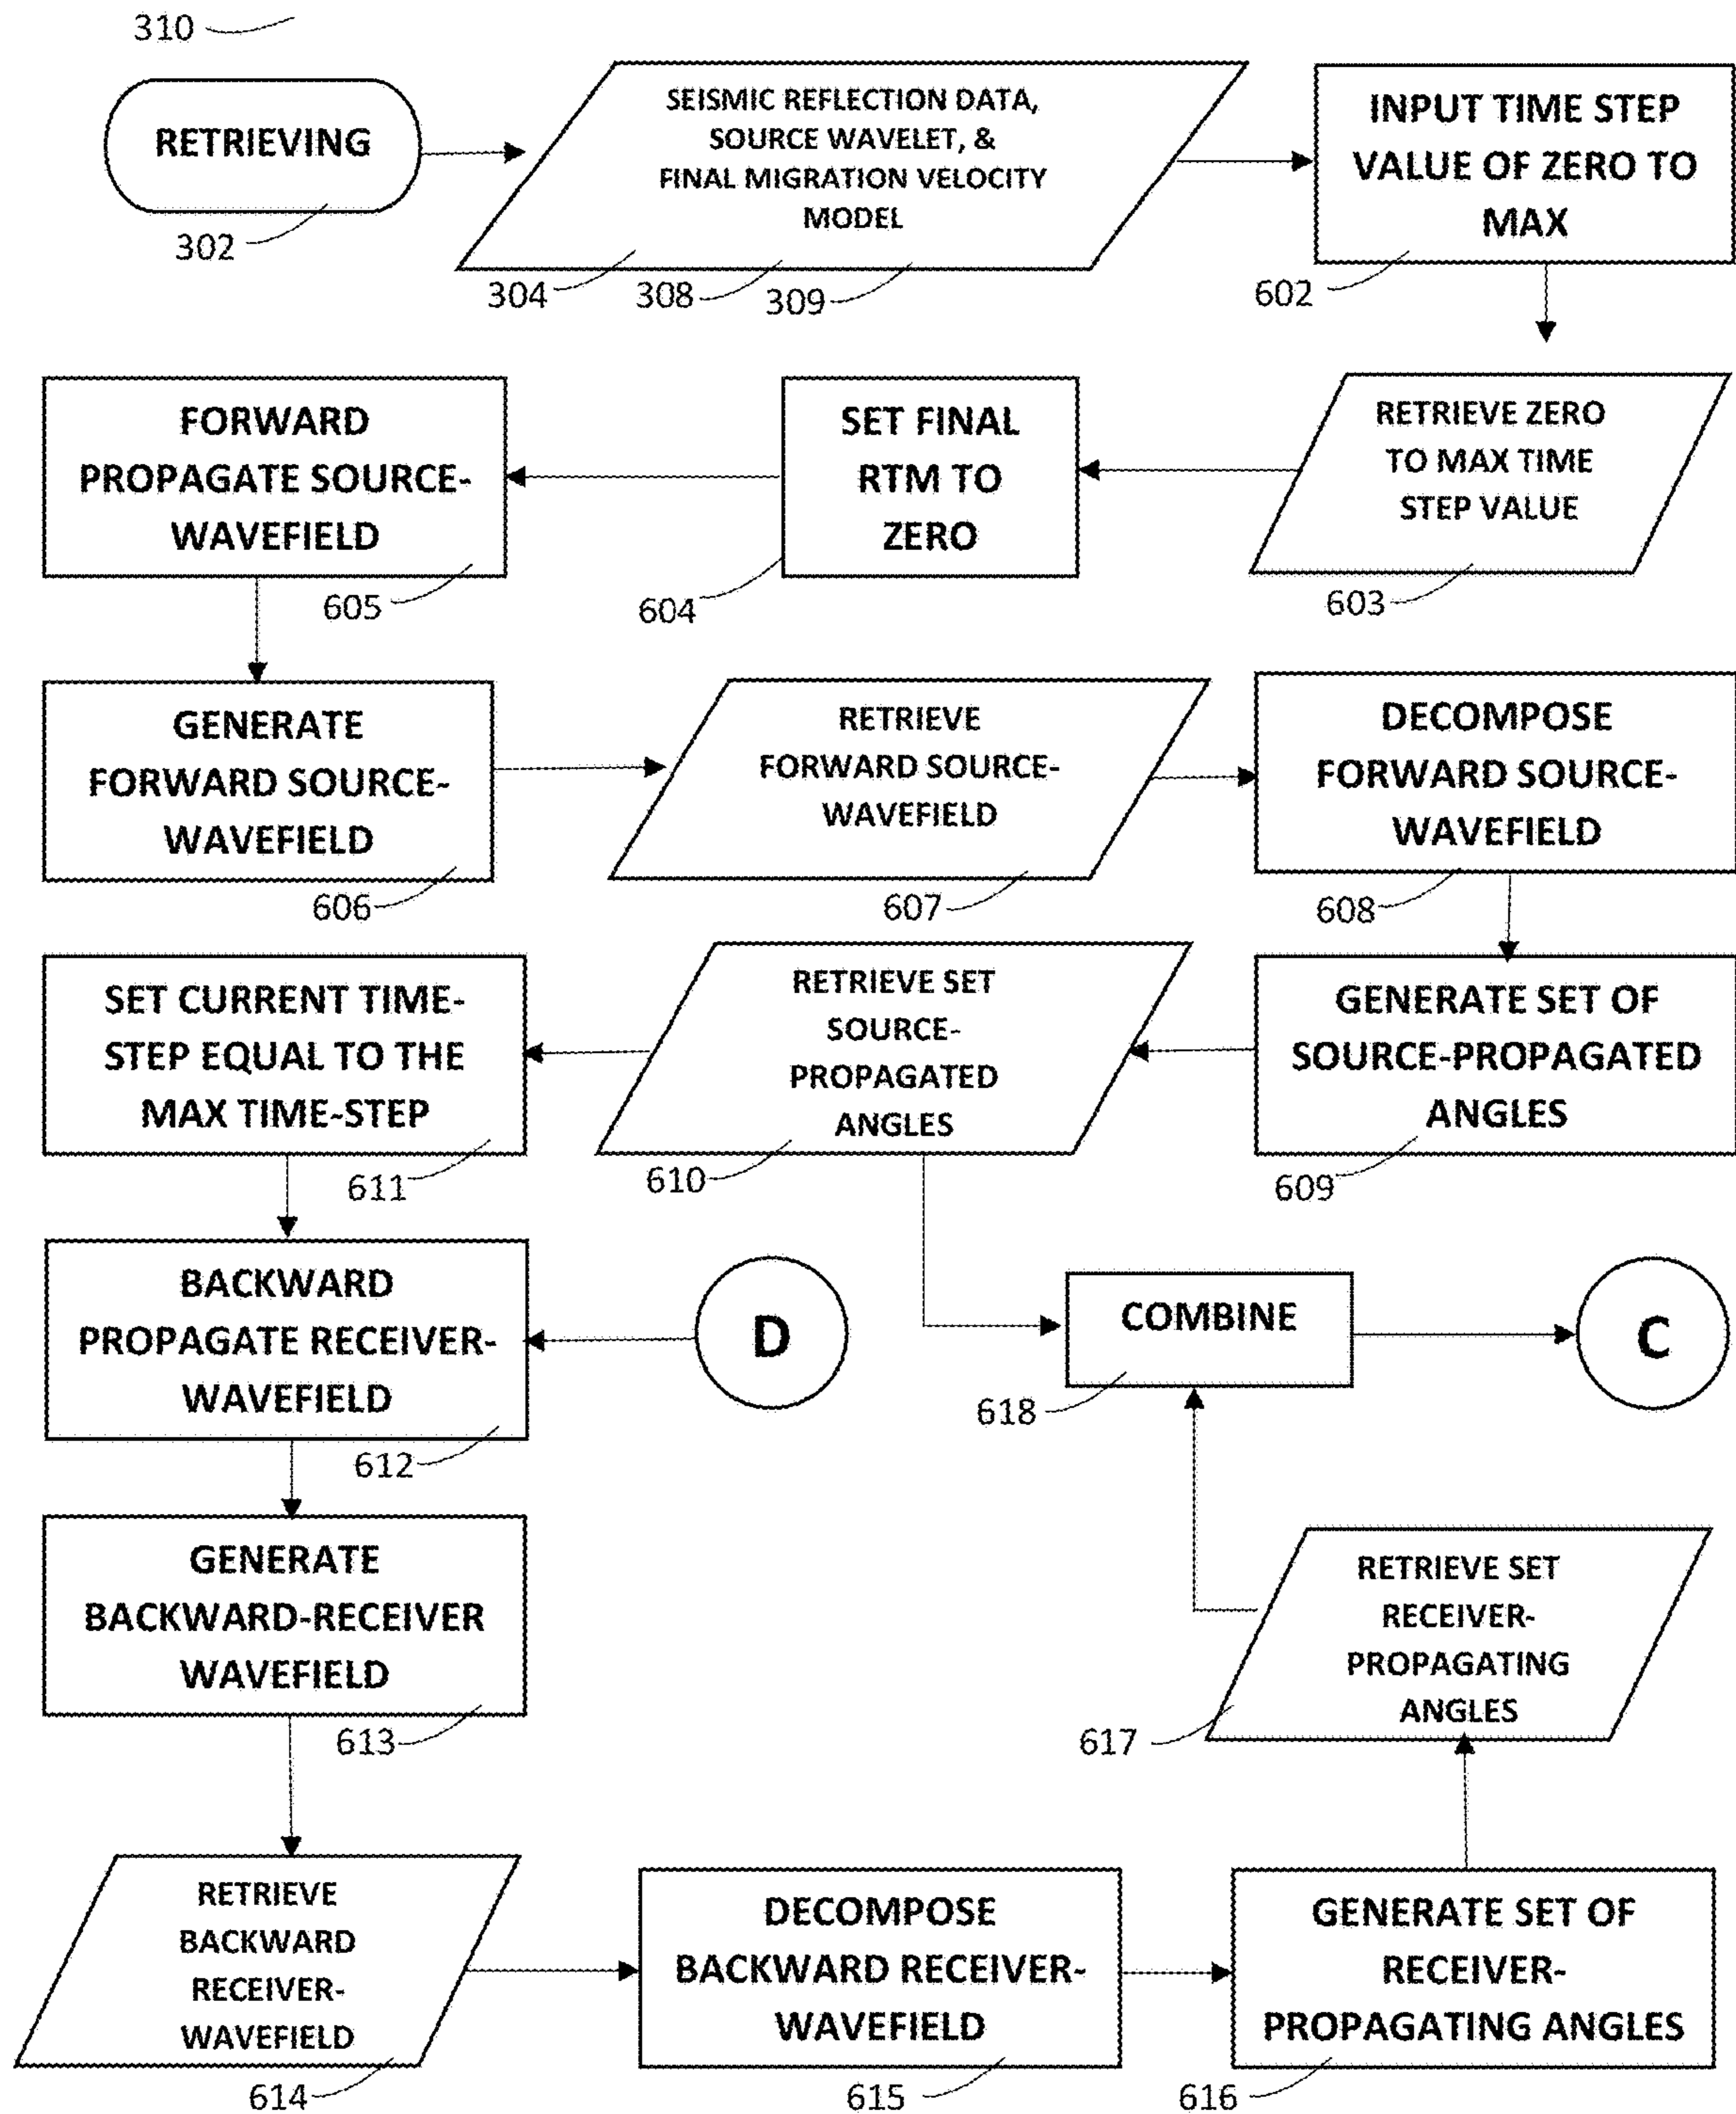 310
RETRIEVING
302
SEISMIC REFLECTION DATA,
SOURCE WAVELET, &
FINAL MIGRATION VELOCITY
MODEL
304
308
309
INPUT TIME STEP
VALUE OF ZERO TO
MAX
602
FORWARD
PROPAGATE SOURCE-
WAVEFIELD
605
SET FINAL
RTM TO
ZERO
604
RETRIEVE ZERO
TO MAX TIME
STEP VALUE
603
GENERATE
FORWARD SOURCE-
WAVEFIELD
606
RETRIEVE
FORWARD SOURCE-
WAVEFIELD
607
DECOMPOSE
FORWARD SOURCE-
WAVEFIELD
608
SET CURRENT TIME-
STEP EQUAL TO THE
MAX TIME-STEP
611
RETRIEVE SET
SOURCE-
PROPAGATED
ANGLES
610
GENERATE SET OF
SOURCE-PROPAGATED
ANGLES
609
BACKWARD
PROPAGATE RECEIVER-
WAVEFIELD
612
D
COMBINE
618
C
GENERATE
BACKWARD-RECEIVER
WAVEFIELD
613
RETRIEVE SET
RECEIVER-
PROPAGATING
ANGLES
617
RETRIEVE
BACKWARD
RECEIVER-
WAVEFIELD
614
DECOMPOSE
BACKWARD RECEIVER-
WAVEFIELD
615
GENERATE SET OF
RECEIVER-
PROPAGATING ANGLES
616